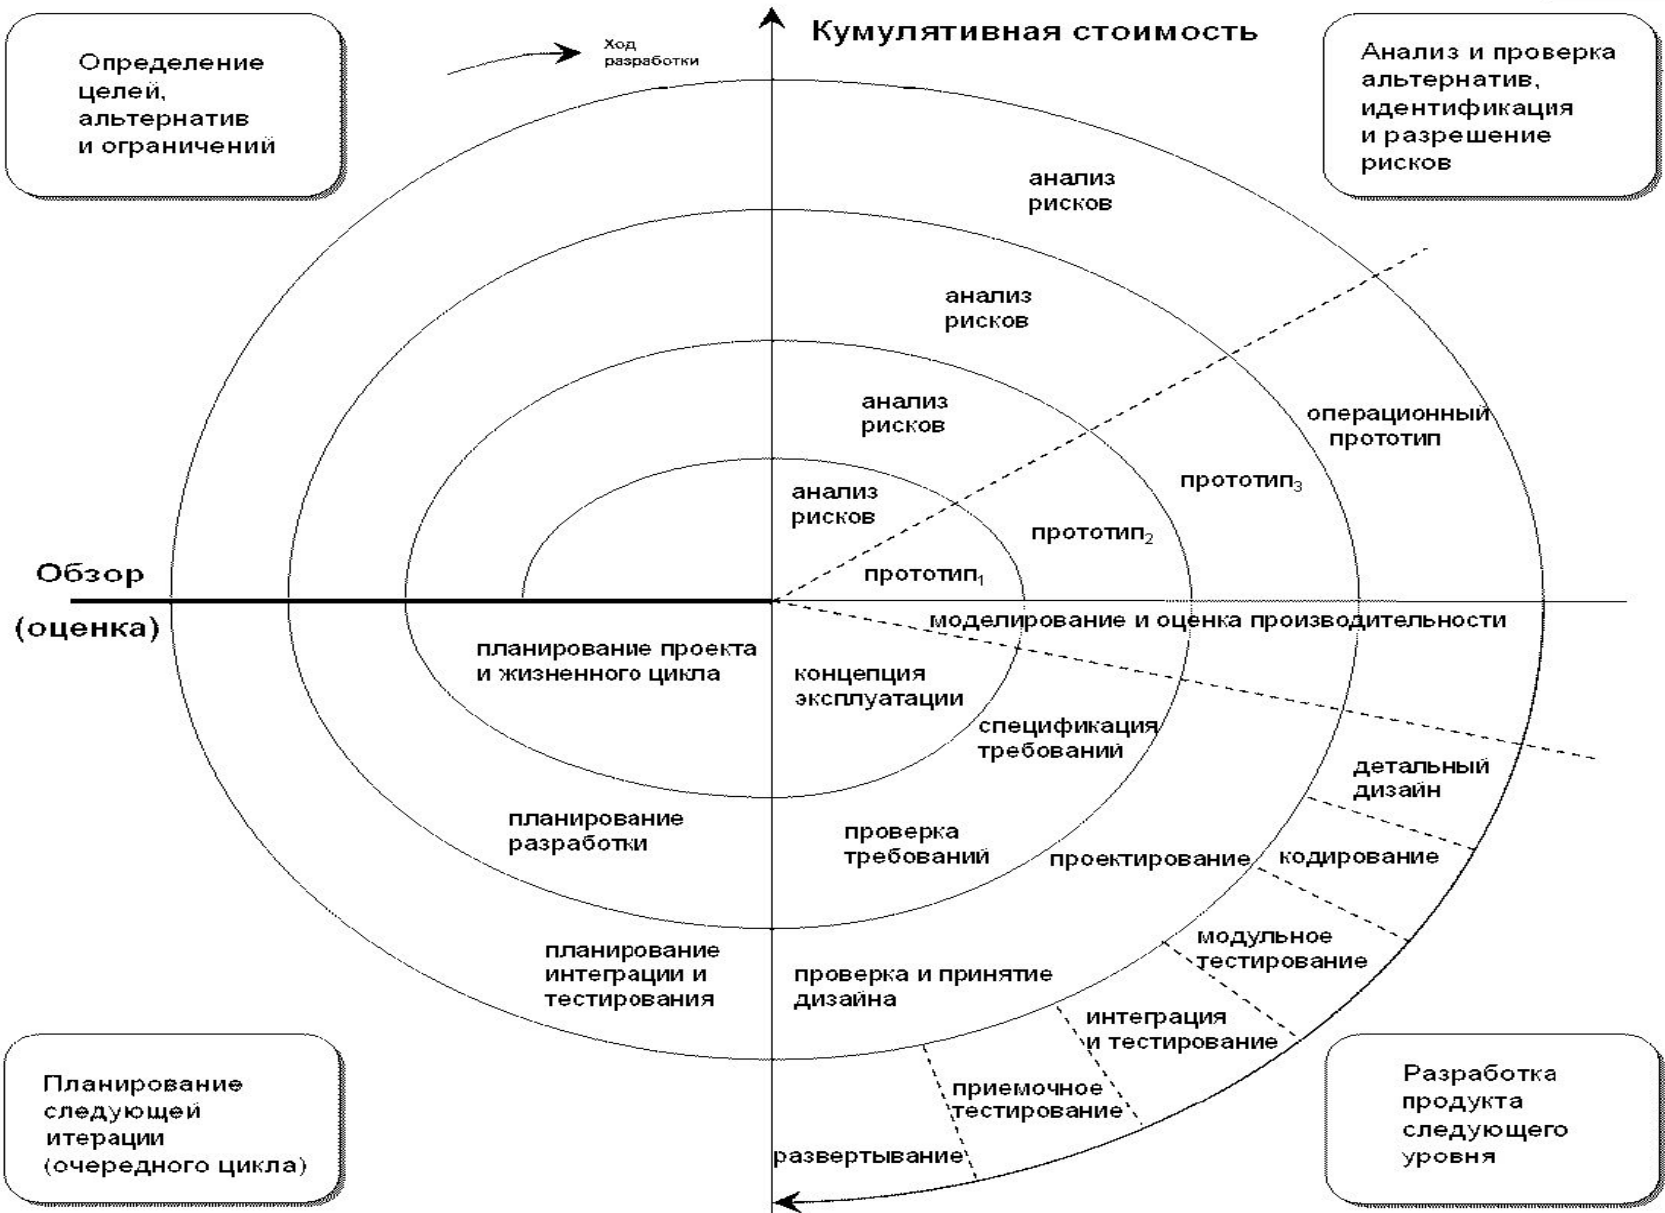 Определение
целей,
альтернатив
и ограничений
Ход
разработки
Кумулятивная стоимость
Анализ и проверка
альтернатив,
идентификация
и разрешение
рисков
анализ
рисков
анализ
рисков
анализ
рисков
анализ
рисков
операционный
прототип
прототип3
прототип2
прототип1
Обзор
(оценка)
моделирование и оценка производительности
планирование проекта
и жизненного цикла
концепция
эксплуатации
спецификация
требований
детальный
дизайн
планирование
разработки
проверка
требований
проектирование
кодирование
модульное
тестирование
планирование
интеграции и
тестирования
проверка и принятие
дизайна
интеграция
и тестирование
приемочное
тестирование
развертывание
Планирование
следующей
итерации
(очередного цикла)
Разработка
продукта
следующего
уровня